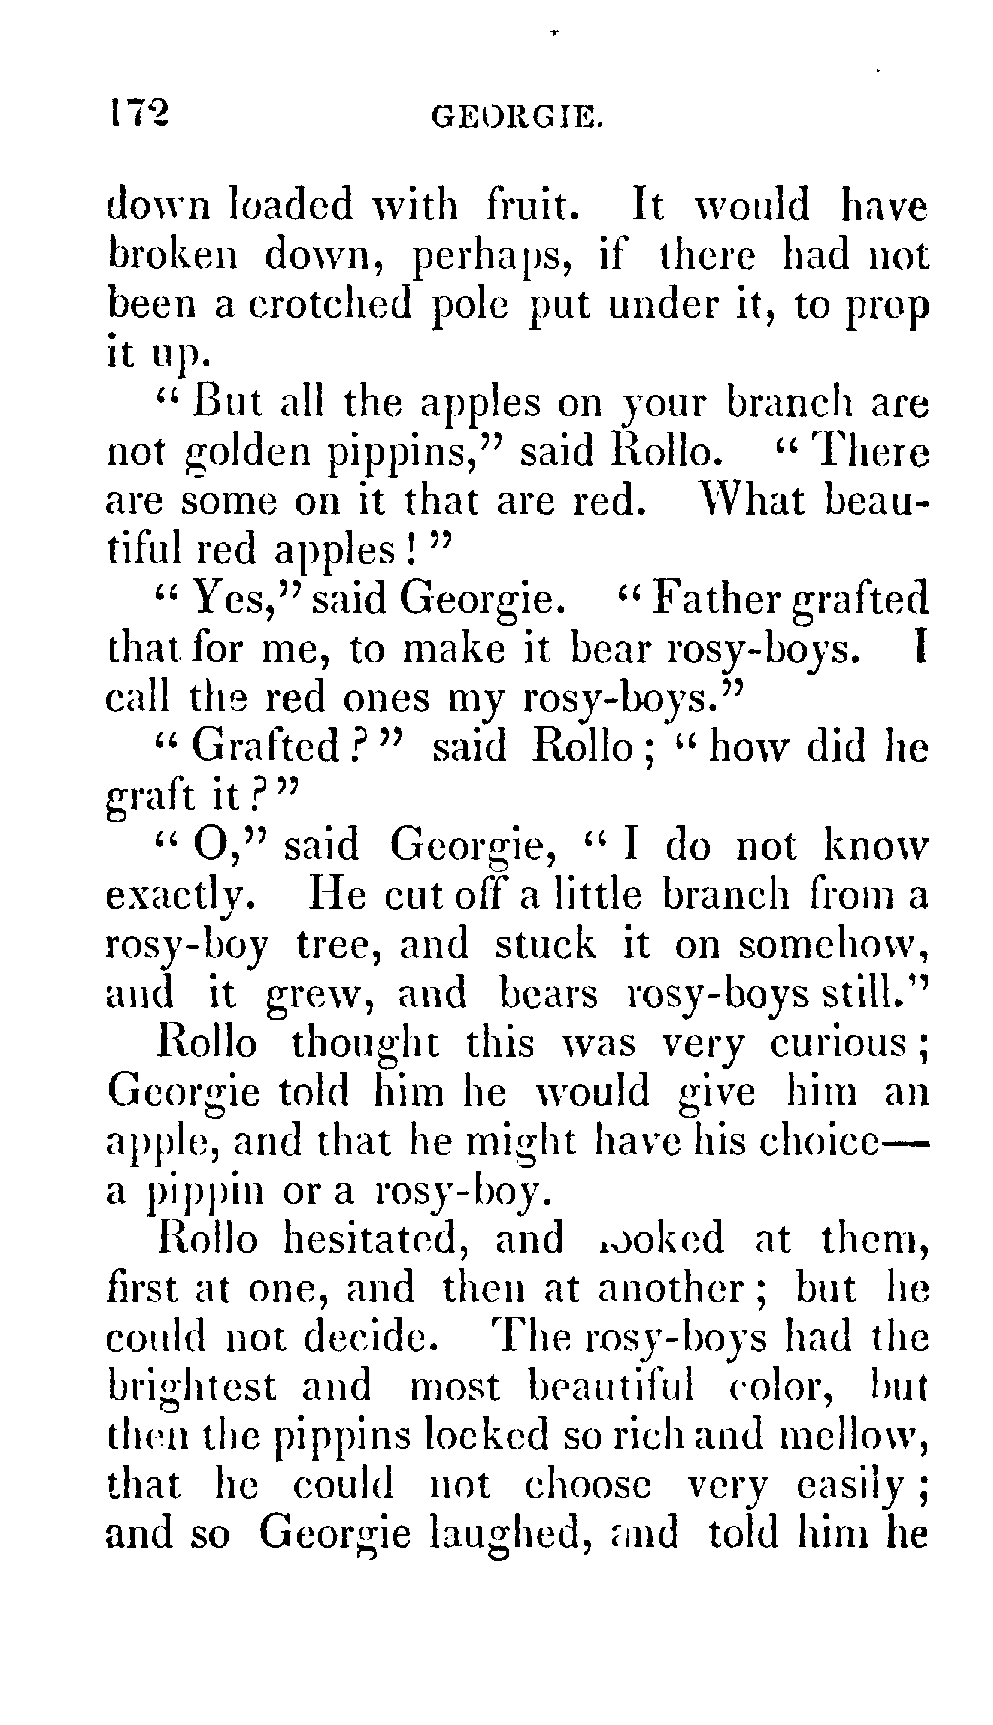 172 GEORGIE.
down loaded with fruit. It would have
broken down, perhaps, if there had not
been a crotched pole put under it, to prop
it up.
“ But all the apples on your branch are
not golden pippins,” said Rollo. “ There
are some on it that are red. What beau-
tiful red apples ! ”
“ Yes,” said Georgie. “ Father grafted
that for me, to make it bear rosy-boys. I
call the red ones my rosy-boys.”
“ Grafted ? ” said Rollo ; “ how did he
graft it ? ”
“ O,” said Georgie, “ I do not know
exactly. He cut off a little branch from a
rosy-boy tree, and stuck it on somehow,
and it grew, and bears rosy-boys still.”
Rollo thought this was very curious ;
Georgie told him he would give him an
apple, and that he might have his choice—
a pippin or a rosy-boy.
Rollo hesitated, and looked at them,
first at one, and then at another ; but he
could not decide. The rosy-boys had the
brightest and most beautiful color, but
then the pippins looked so rich and mellow,
that he could not choose very easily ;
and so Georgie laughed, and told him he